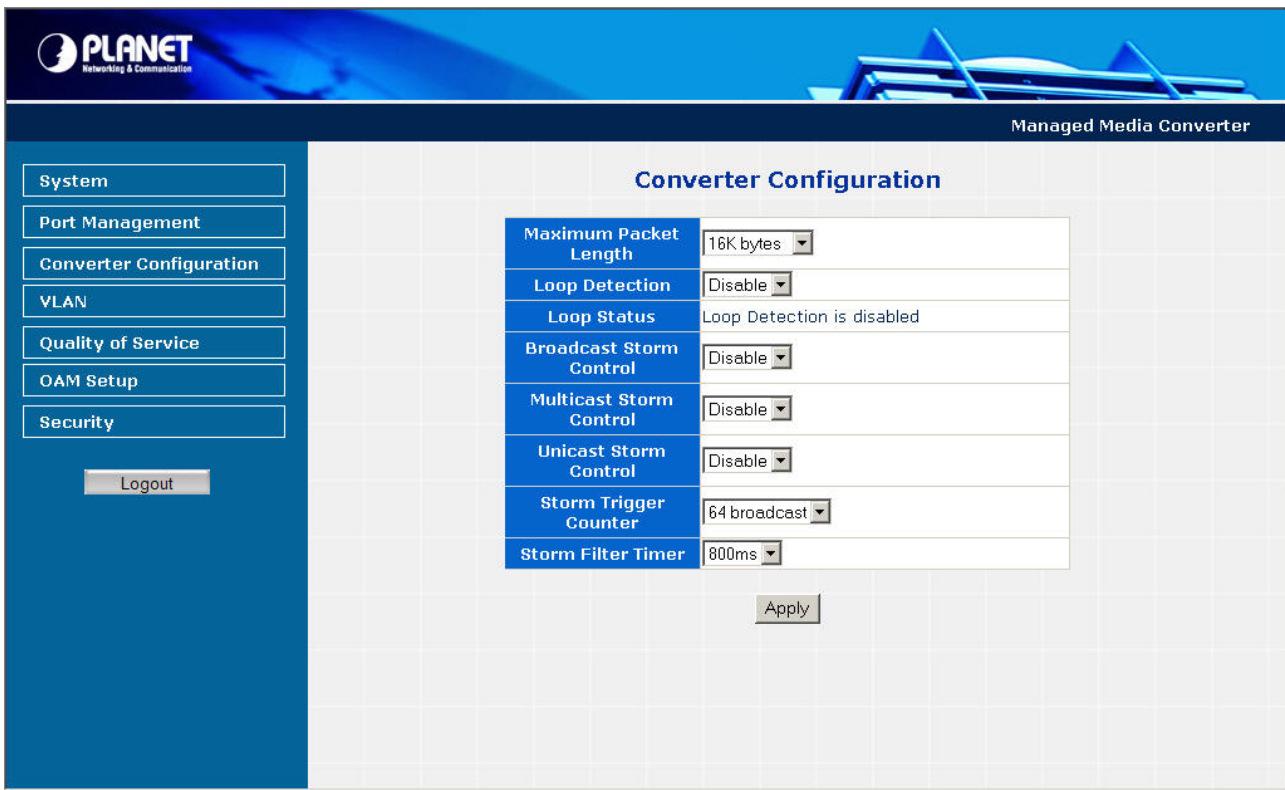 PLANET
Networking & Communication
Managed Media Converter
System
Port Management
Converter Configuration
VLAN
Quality of Service
OAM Setup
Security
Logout
Converter Configuration
Maximum Packet
Length
16K bytes
Loop Detection
Disable
Loop Status
Loop Detection is disabled
Broadcast Storm
Control
Disable
Multicast Storm
Control
Disable
Unicast Storm
Control
Disable
Storm Trigger
Counter
64 broadcast
Storm Filter Timer
800ms
Apply